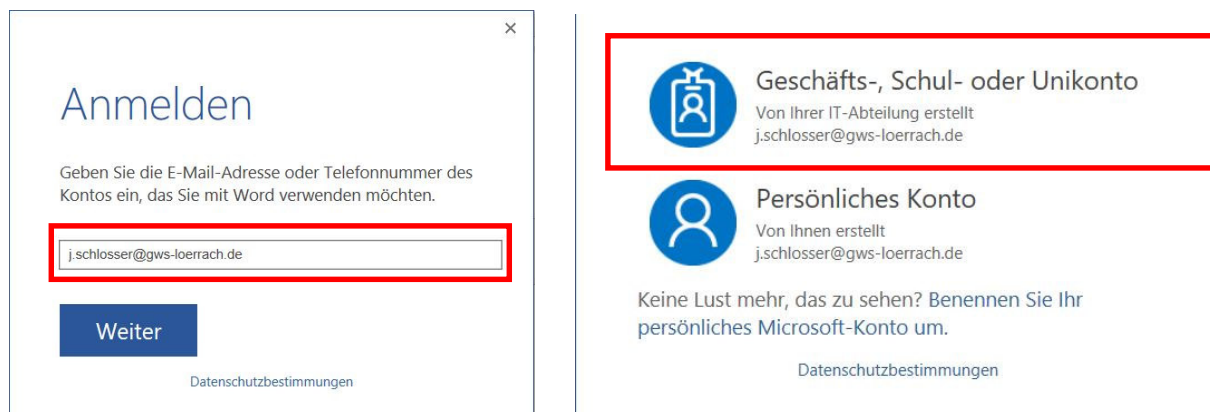 Anmelden
Geben Sie die E-Mail-Adresse oder Telefonnummer des
Kontos ein, das Sie mit Word verwenden möchten.
j.schlosser@gws-loerrach.de
Weiter
Datenschutzbestimmungen
Geschäfts-, Schul- oder Unikonto
Von Ihrer IT-Abteilung erstellt
j.schlosser@gws-loerrach.de
Persönliches Konto
Von Ihnen erstellt
j.schlosser@gws-loerrach.de
Keine Lust mehr, das zu sehen? Benennen Sie Ihr
persönliches Microsoft-Konto um.
Datenschutzbestimmungen